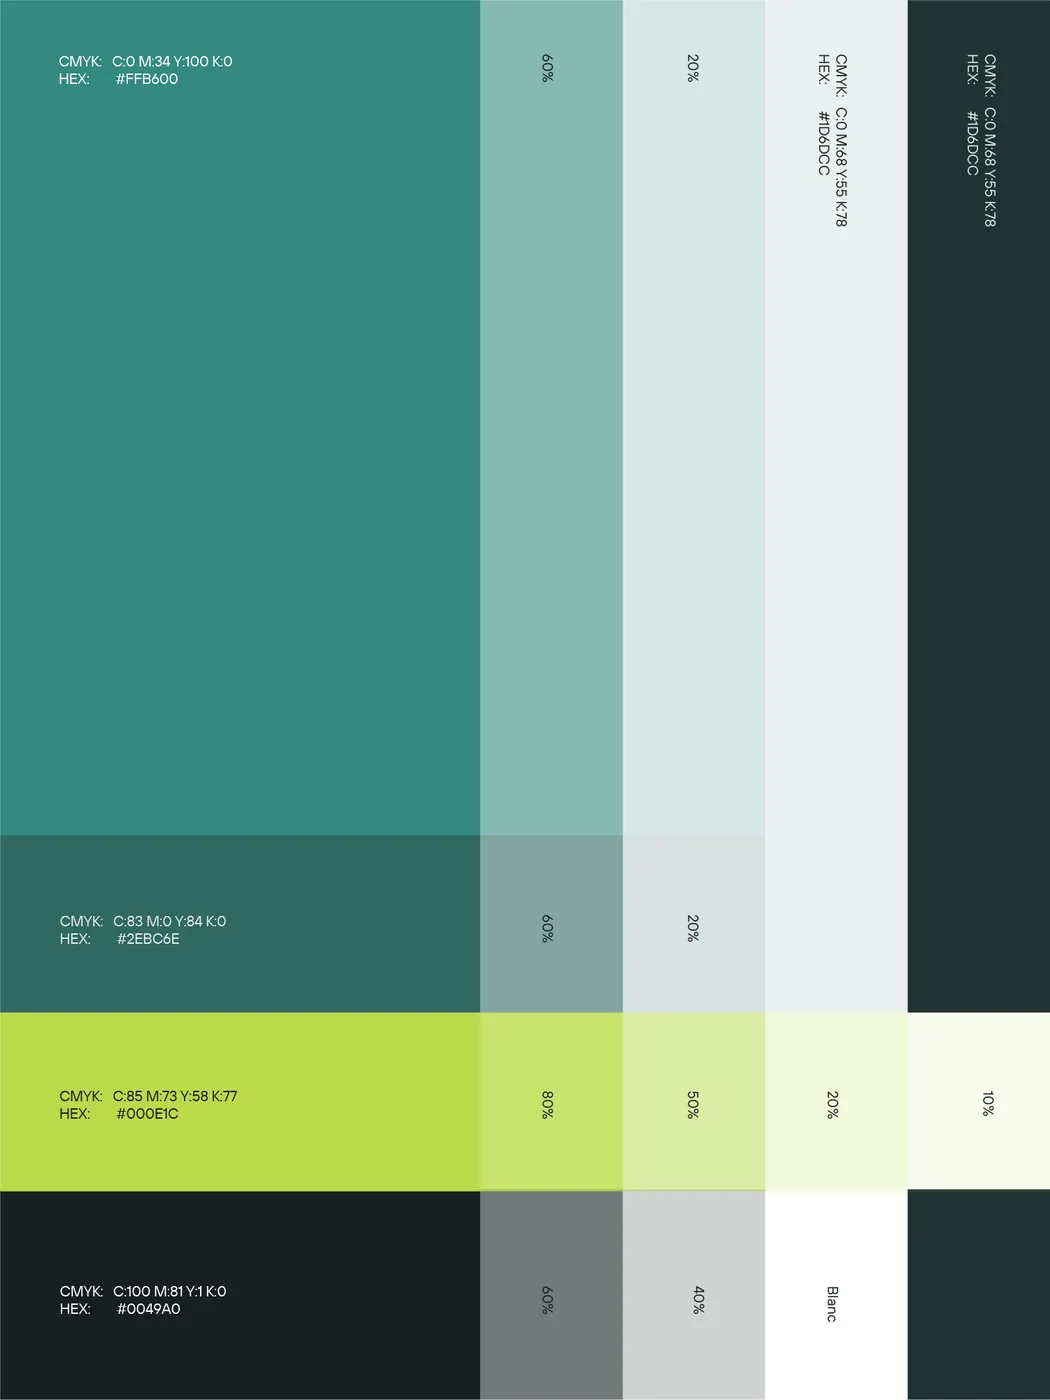 CMYK: C:0 M:34 Y:100 K:0
HEX: #FFB600
60%
20%
CMYK: C:0 M:68 Y:55 K:78
HEX: #1D6DCC
CMYK: C:0 M:68 Y:55 K:78
HEX: #1D6DCC
CMYK: C:83 M:0 Y:84 K:0
HEX: #2EBC6E
60%
20%
CMYK: C:85 M:73 Y:58 K:77
HEX: #000E1C
80%
50%
20%
10%
CMYK: C:100 M:81 Y:1 K:0
HEX: #0049A0
60%
40%
Blanc